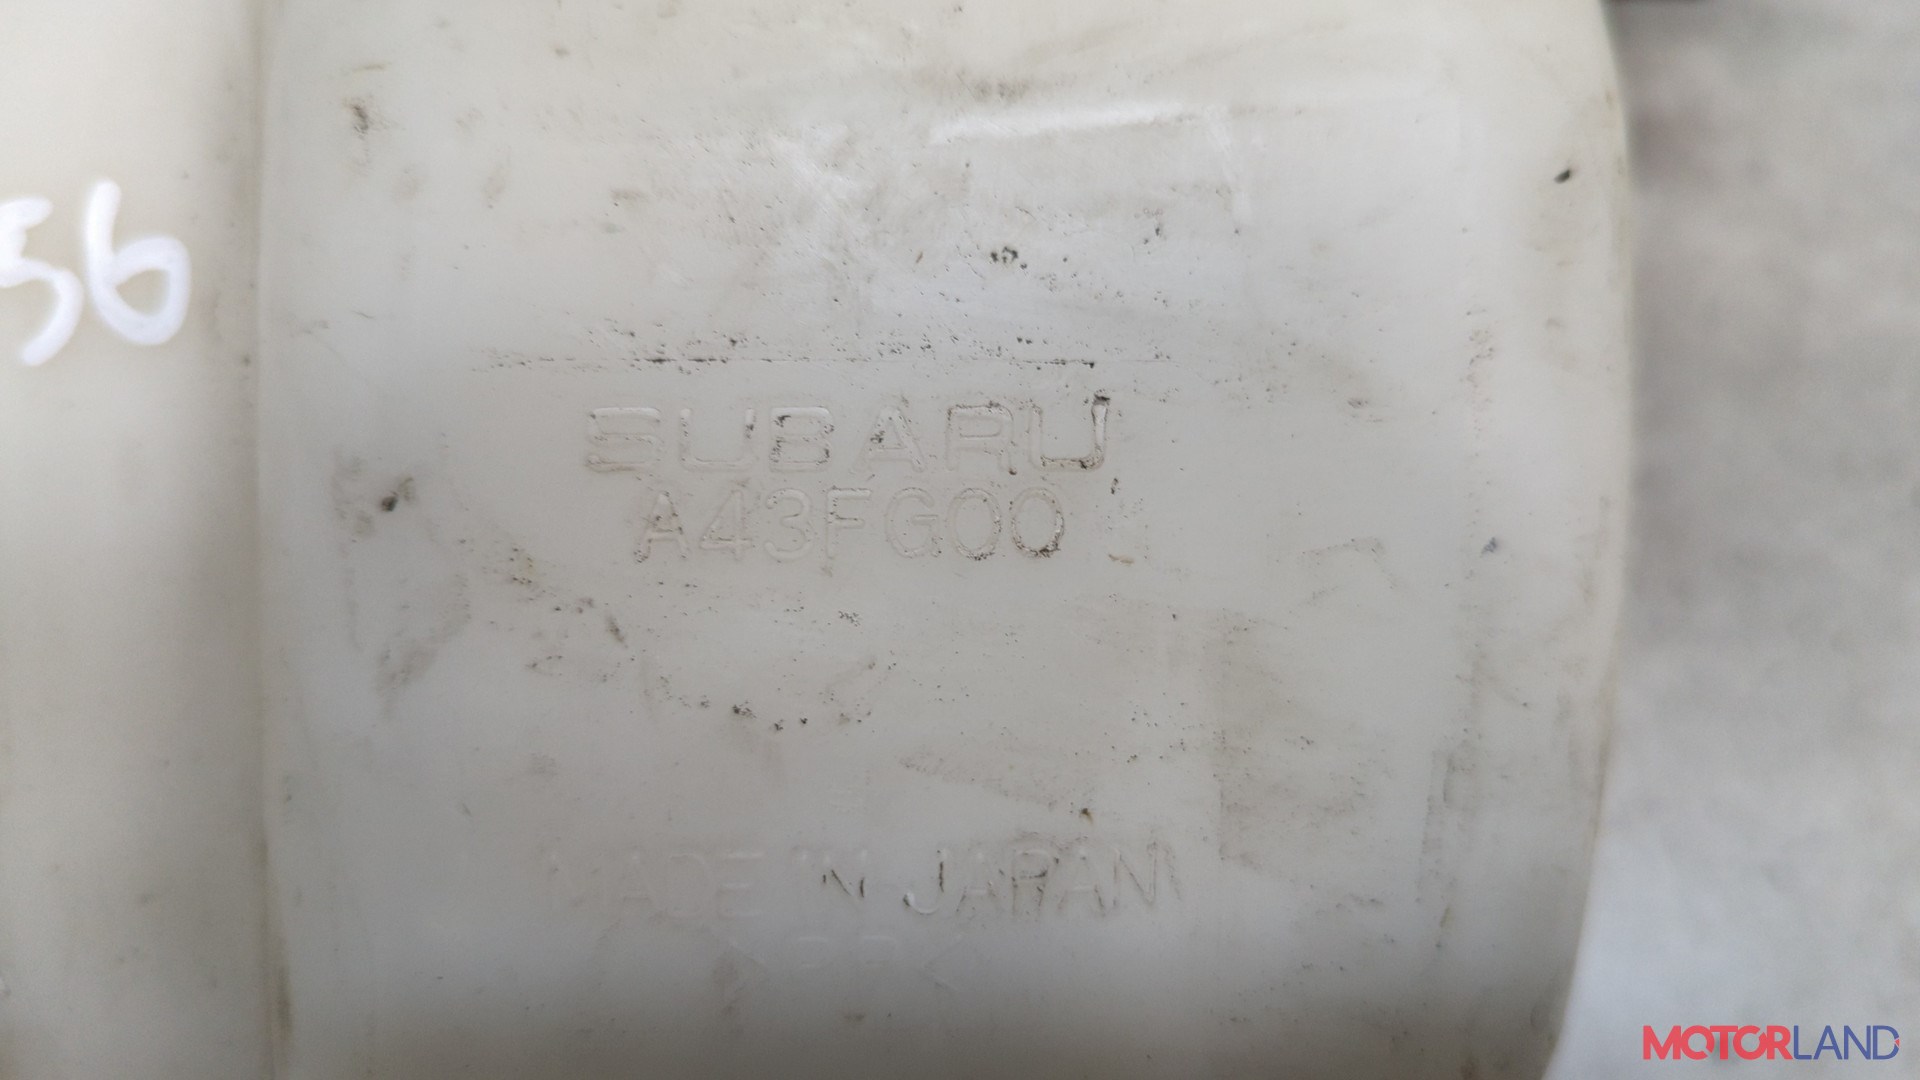 56
SUBARU
A43FG00
MADE IN JAPAN
MOTORLAND